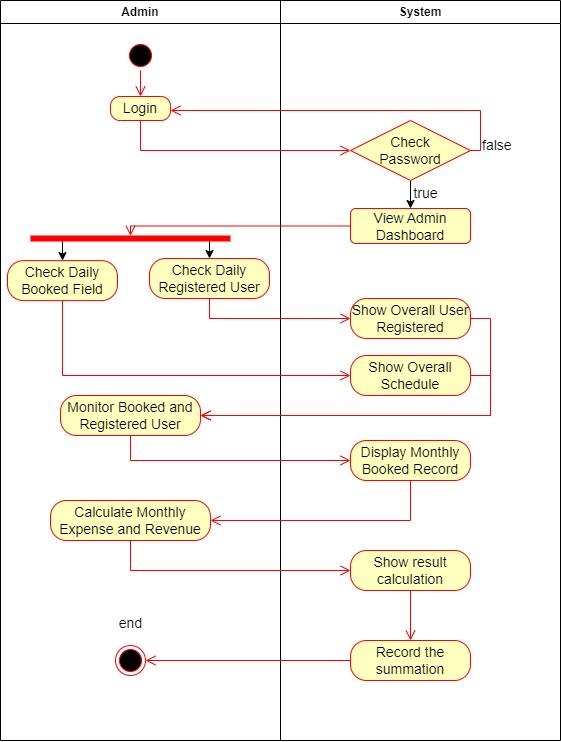 Admin
System
Login
Check
Password
false
true
View Admin
Dashboard
Check Daily
Booked Field
Check Daily
Registered User
Show Overall User
Registered
Show Overall
Schedule
Monitor Booked and
Registered User
Display Monthly
Booked Record
Calculate Monthly
Expense and Revenue
Show result
calculation
end
Record the
summation